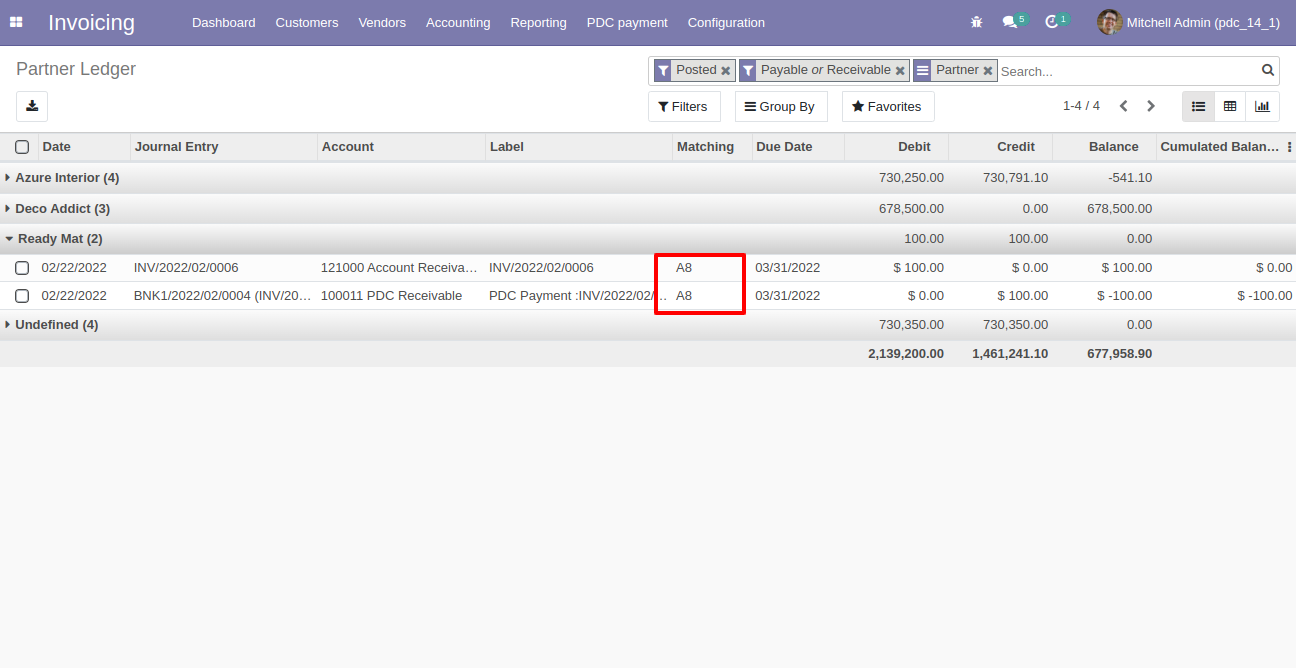 Invoicing Dashboard Customers Vendors Accounting Reporting PDC payment Configuration 5 1 Mitchell Admin (pdc_14_1)
Partner Ledger Posted Payable or Receivable Partner Search...
Filters Group By Favorites 1-4 / 4
Date Journal Entry Account Label Matching Due Date Debit Credit Balance Cumulated Balan...
Azure Interior (4) 730,250.00 730,791.10 -541.10
Deco Addict (3) 678,500.00 0.00 678,500.00
Ready Mat (2) 100.00 100.00 0.00
02/22/2022 INV/2022/02/0006 121000 Account Receiva... INV/2022/02/0006 A8 03/31/2022 $ 100.00 $ 0.00 $ 100.00 $ 0.00
02/22/2022 BNK1/2022/02/0004 (INV/20... 100011 PDC Receivable PDC Payment :INV/2022/02/... A8 03/31/2022 $ 0.00 $ 100.00 $ -100.00 $ -100.00
Undefined (4) 730,350.00 730,350.00 0.00
2,139,200.00 1,461,241.10 677,958.90